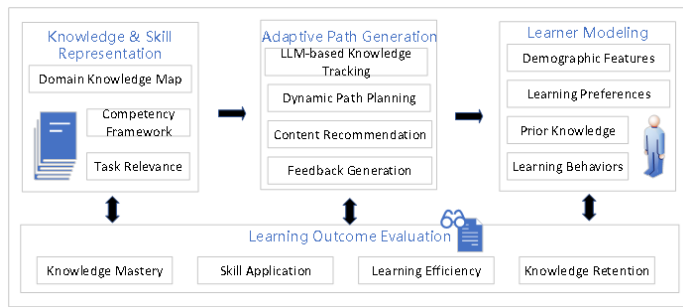 Knowledge & Skill
Representation
Domain Knowledge Map
Competency
Framework
Task Relevance
Adaptive Path Generation
LLM-based Knowledge
Tracking
Dynamic Path Planning
Content Recommendation
Feedback Generation
Learner Modeling
Demographic Features
Learning Preferences
Prior Knowledge
Learning Behaviors
Learning Outcome Evaluation
Knowledge Mastery
Skill Application
Learning Efficiency
Knowledge Retention